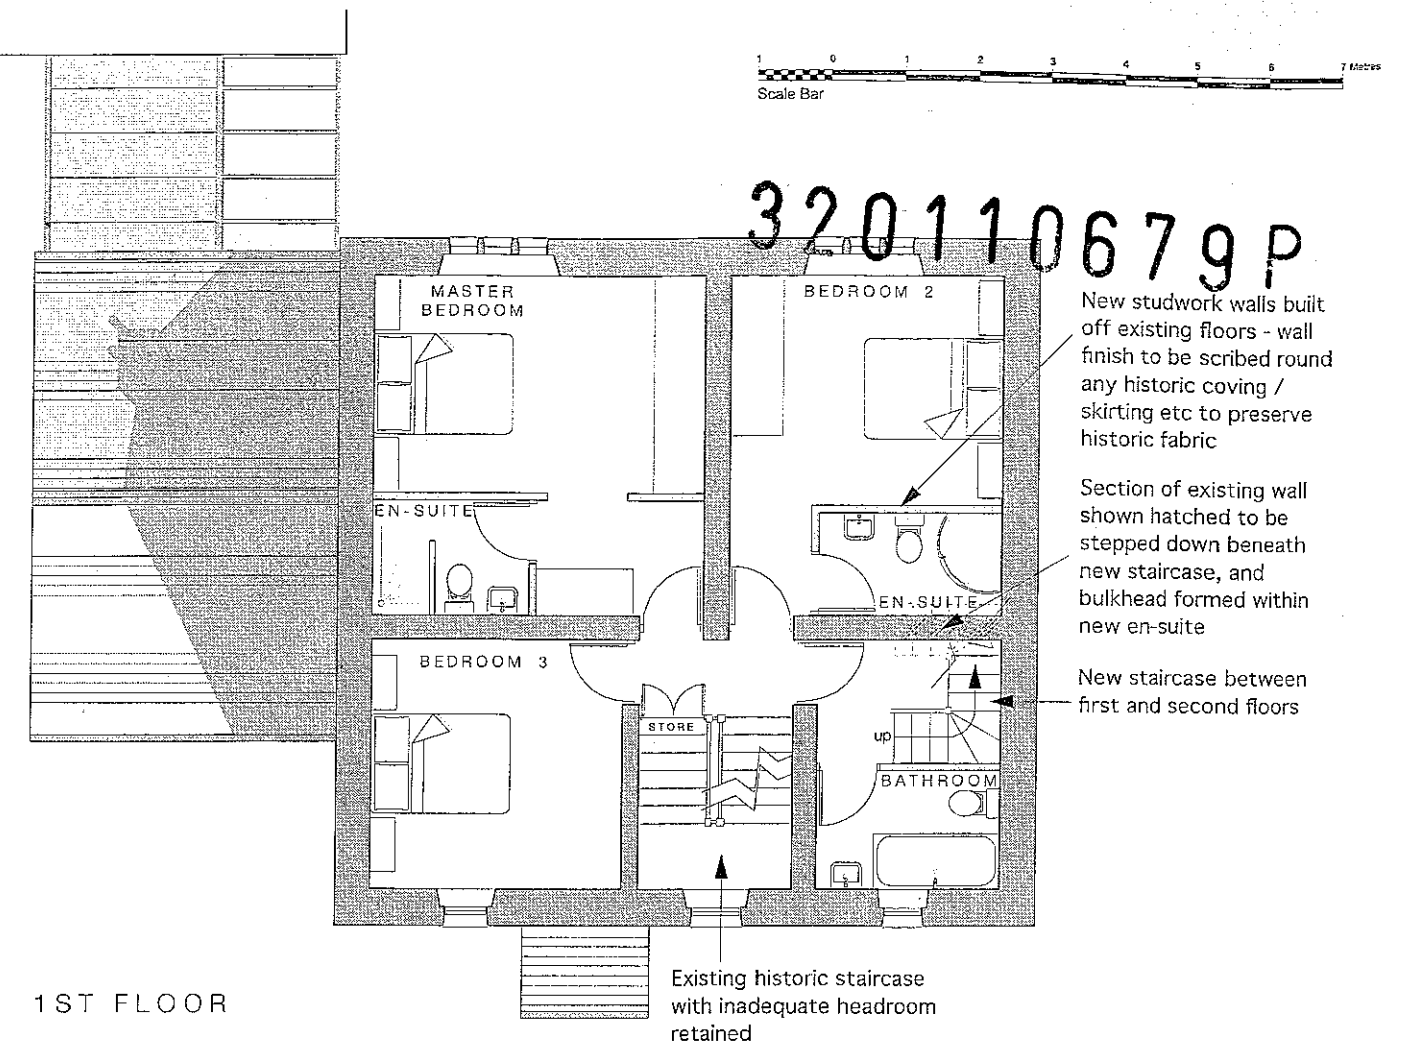 1 0 1 2 3 4 5 6 7 Metres
Scale Bar
320110679P
MASTER
BEDROOM
BEDROOM 2
New studwork walls built
off existing floors - wall
finish to be scribed round
any historic coving /
skirting etc to preserve
historic fabric
EN-SUITE
Section of existing wall
shown hatched to be
stepped down beneath
new staircase, and
bulkhead formed within
new en-suite
EN-SUITE
BEDROOM 3
New staircase between
first and second floors
STORE
up
BATHROOM
Existing historic staircase
with inadequate headroom
retained
1ST FLOOR